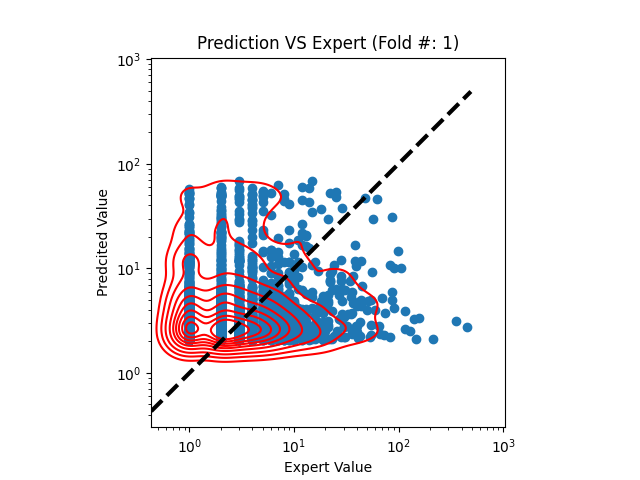 Prediction VS Expert (Fold #: 1)
10³
10²
10¹
10⁰
Predcited Value
10⁰ 10¹ 10² 10³
Expert Value